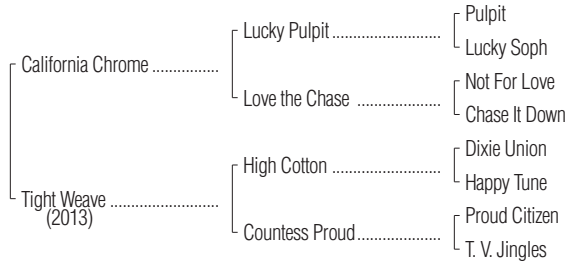 Pulpit
Lucky Pulpit
Lucky Soph
California Chrome
Not For Love
Love the Chase
Chase It Down
Dixie Union
High Cotton
Happy Tune
Tight Weave
(2013)
Proud Citizen
Countess Proud
T. V. Jingles